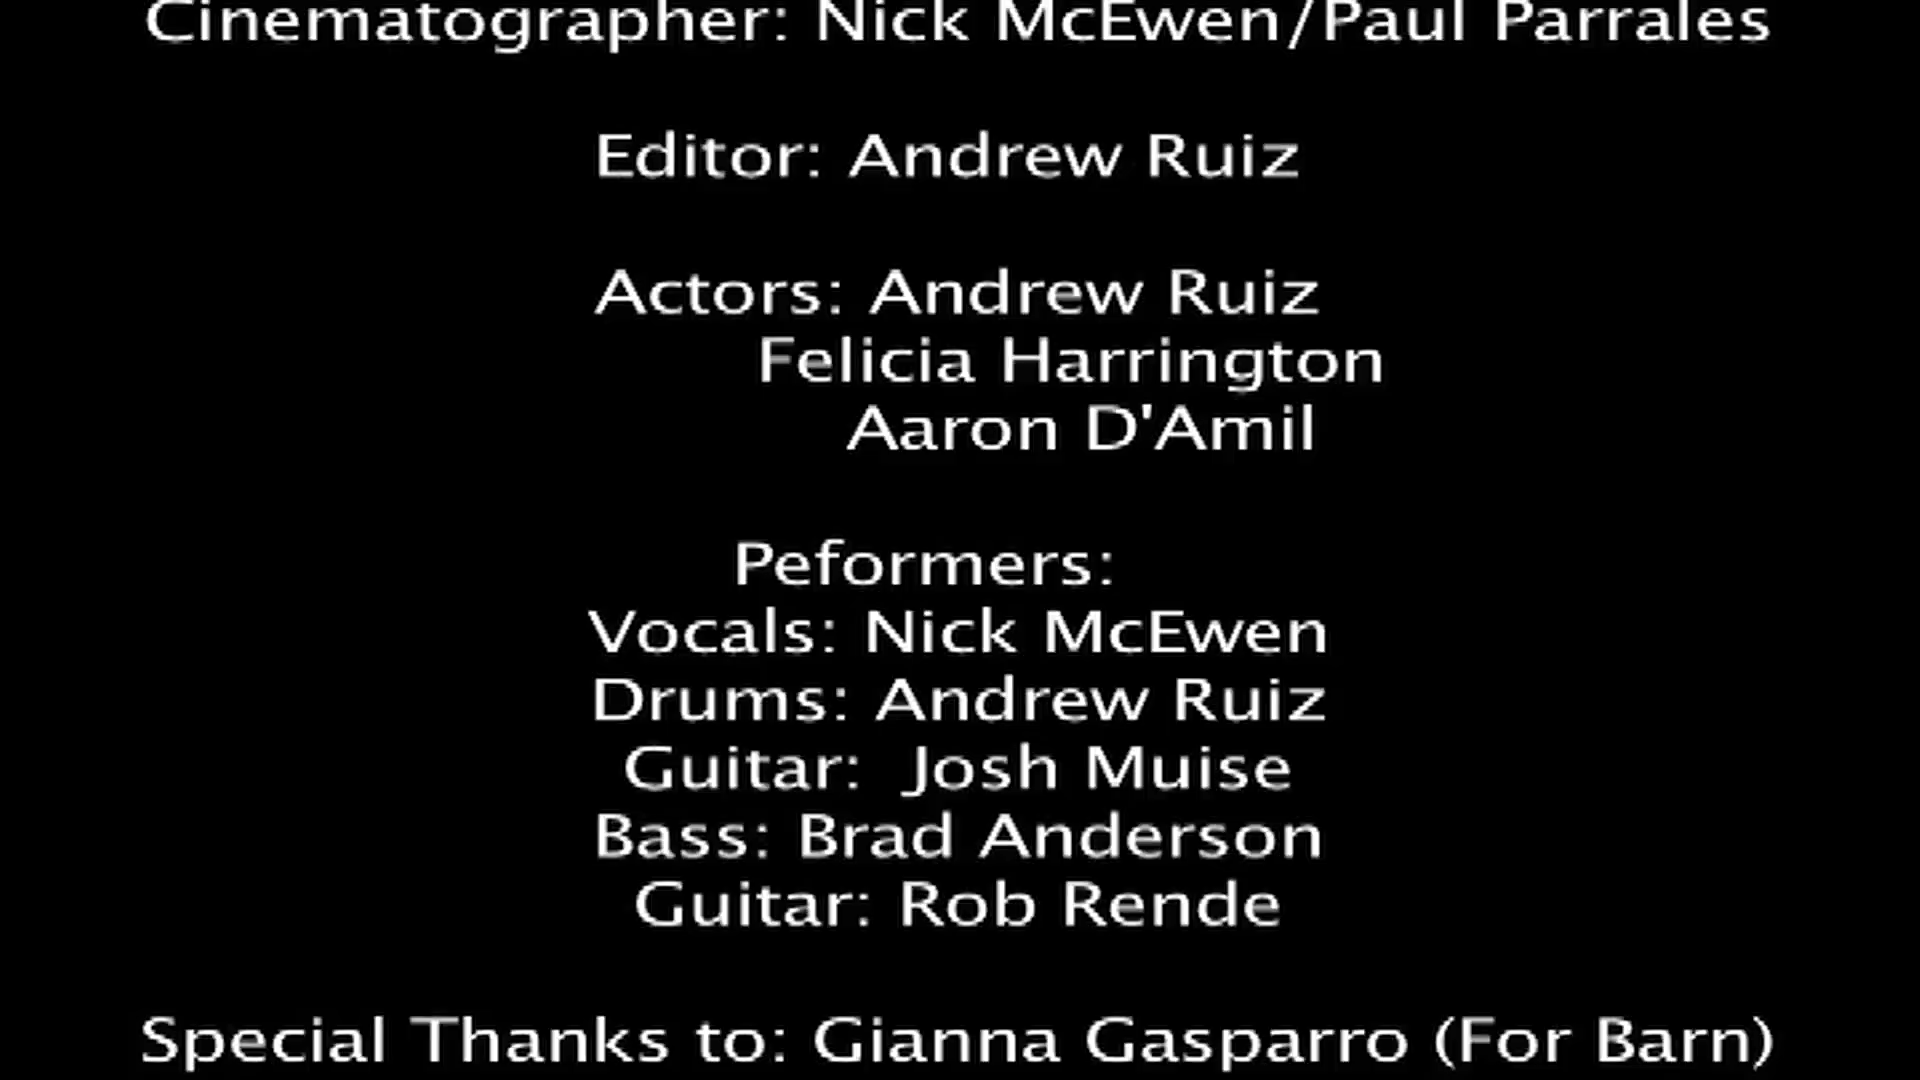 Cinematographer: Nick McEwen/Paul Parrales
Editor: Andrew Ruiz
Actors: Andrew Ruiz
Felicia Harrington
Aaron D'Amil
Peformers:
Vocals: Nick McEwen
Drums: Andrew Ruiz
Guitar: Josh Muise
Bass: Brad Anderson
Guitar: Rob Rende
Special Thanks to: Gianna Gasparro (For Barn)